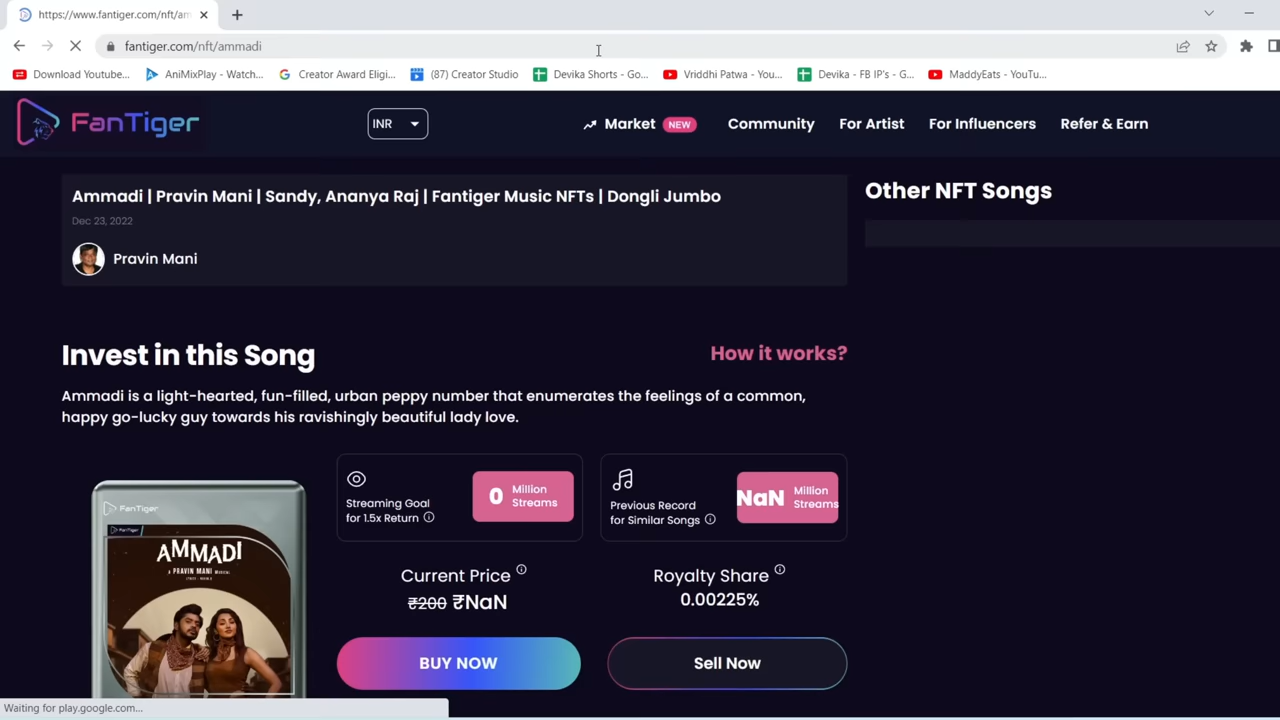 https://www.fantiger.com/nft/am
fantiger.com/nft/ammadi
Download Youtube...
AniMixPlay - Watch...
Creator Award Eligi...
(87) Creator Studio
Devika Shorts - Go...
Vriddhi Patwa - You...
Devika - FB IP's - G...
MaddyEats - YouTu...
FanTiger
INR
Market NEW
Community
For Artist
For Influencers
Refer & Earn
Ammadi | Pravin Mani | Sandy, Ananya Raj | Fantiger Music NFTs | Dongli Jumbo
Dec 23, 2022
Pravin Mani
Other NFT Songs
Invest in this Song
How it works?
Ammadi is a light-hearted, fun-filled, urban peppy number that enumerates the feelings of a common,
happy go-lucky guy towards his ravishingly beautiful lady love.
Streaming Goal
for 1.5x Return
0 Million
Streams
Previous Record
for Similar Songs
NaN Million
Streams
Current Price
₹200 ₹NaN
Royalty Share
0.00225%
BUY NOW
Sell Now
FanTiger
FanTiger
AMMADI
A PRAVIN MANI MUSICAL
Waiting for play.google.com...